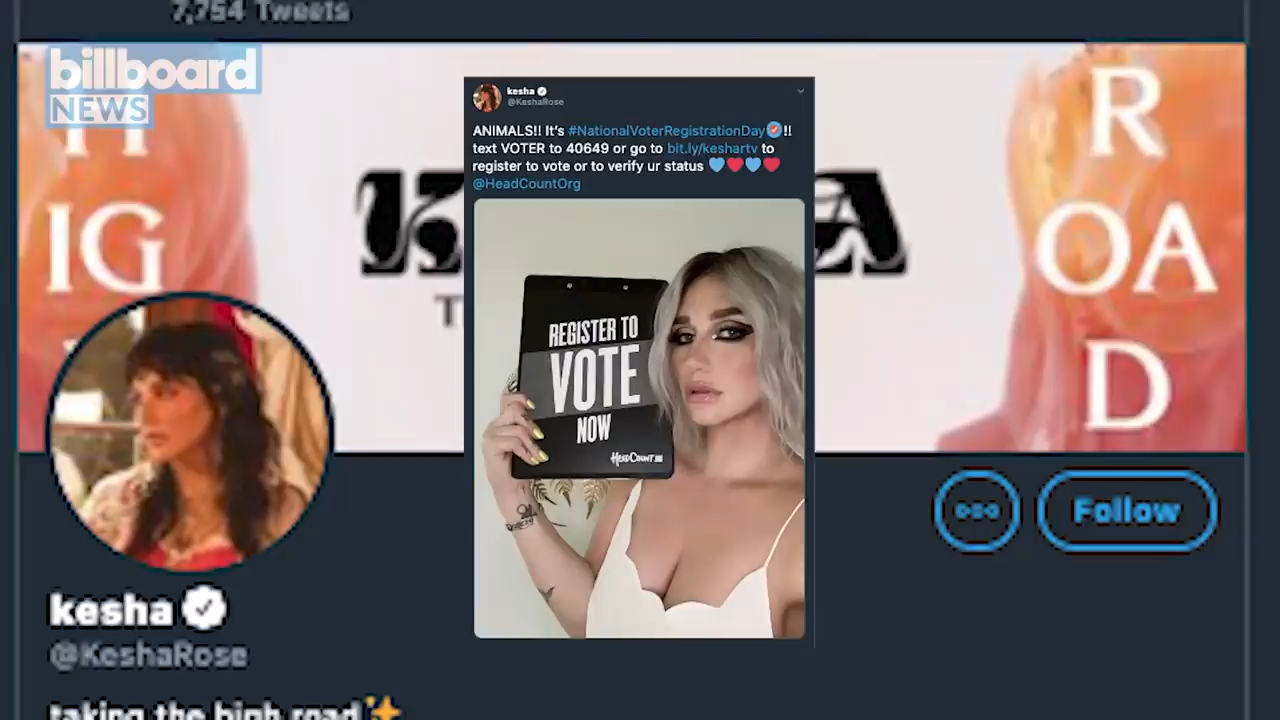 7,754 Tweets
billboard
NEWS
IG
R
OA
D
kesha
@KeshaRose
ANIMALS!! It's #NationalVoterRegistrationDay !!
text VOTER to 40649 or go to bit.ly/keshartv to
register to vote or to verify ur status
@HeadCountOrg
REGISTER TO
VOTE
NOW
HEADCOUNT
Follow
kesha
@KeshaRose
taking the high road